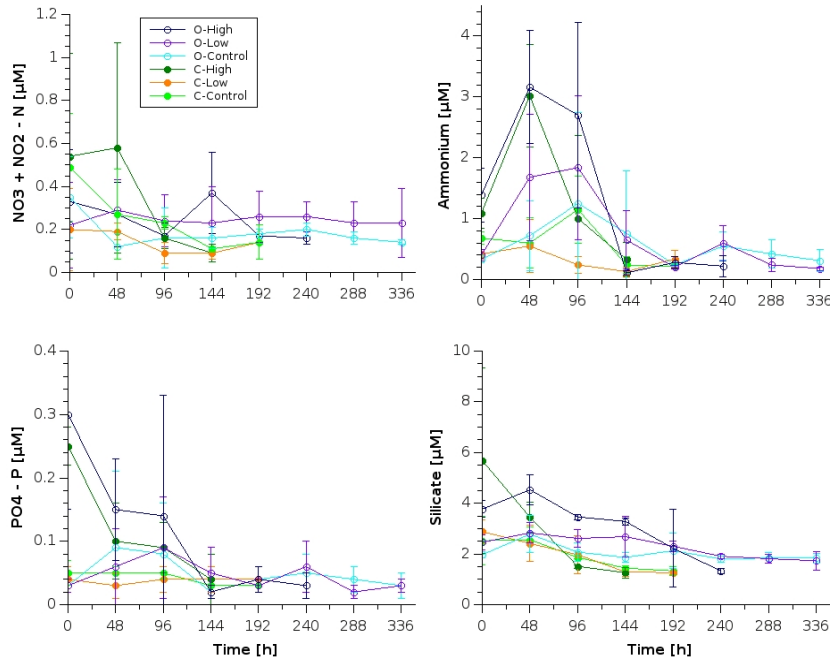 O-High
O-Low
O-Control
C-High
C-Low
C-Control
NO3 + NO2 - N [µM]
1.2
1
0.8
0.6
0.4
0.2
0
0 48 96 144 192 240 288 336
Ammonium [µM]
4
3
2
1
0
0 48 96 144 192 240 288 336
PO4 - P [µM]
0.4
0.3
0.2
0.1
0
0 48 96 144 192 240 288 336
Time [h]
Silicate [µM]
10
8
6
4
2
0
0 48 96 144 192 240 288 336
Time [h]